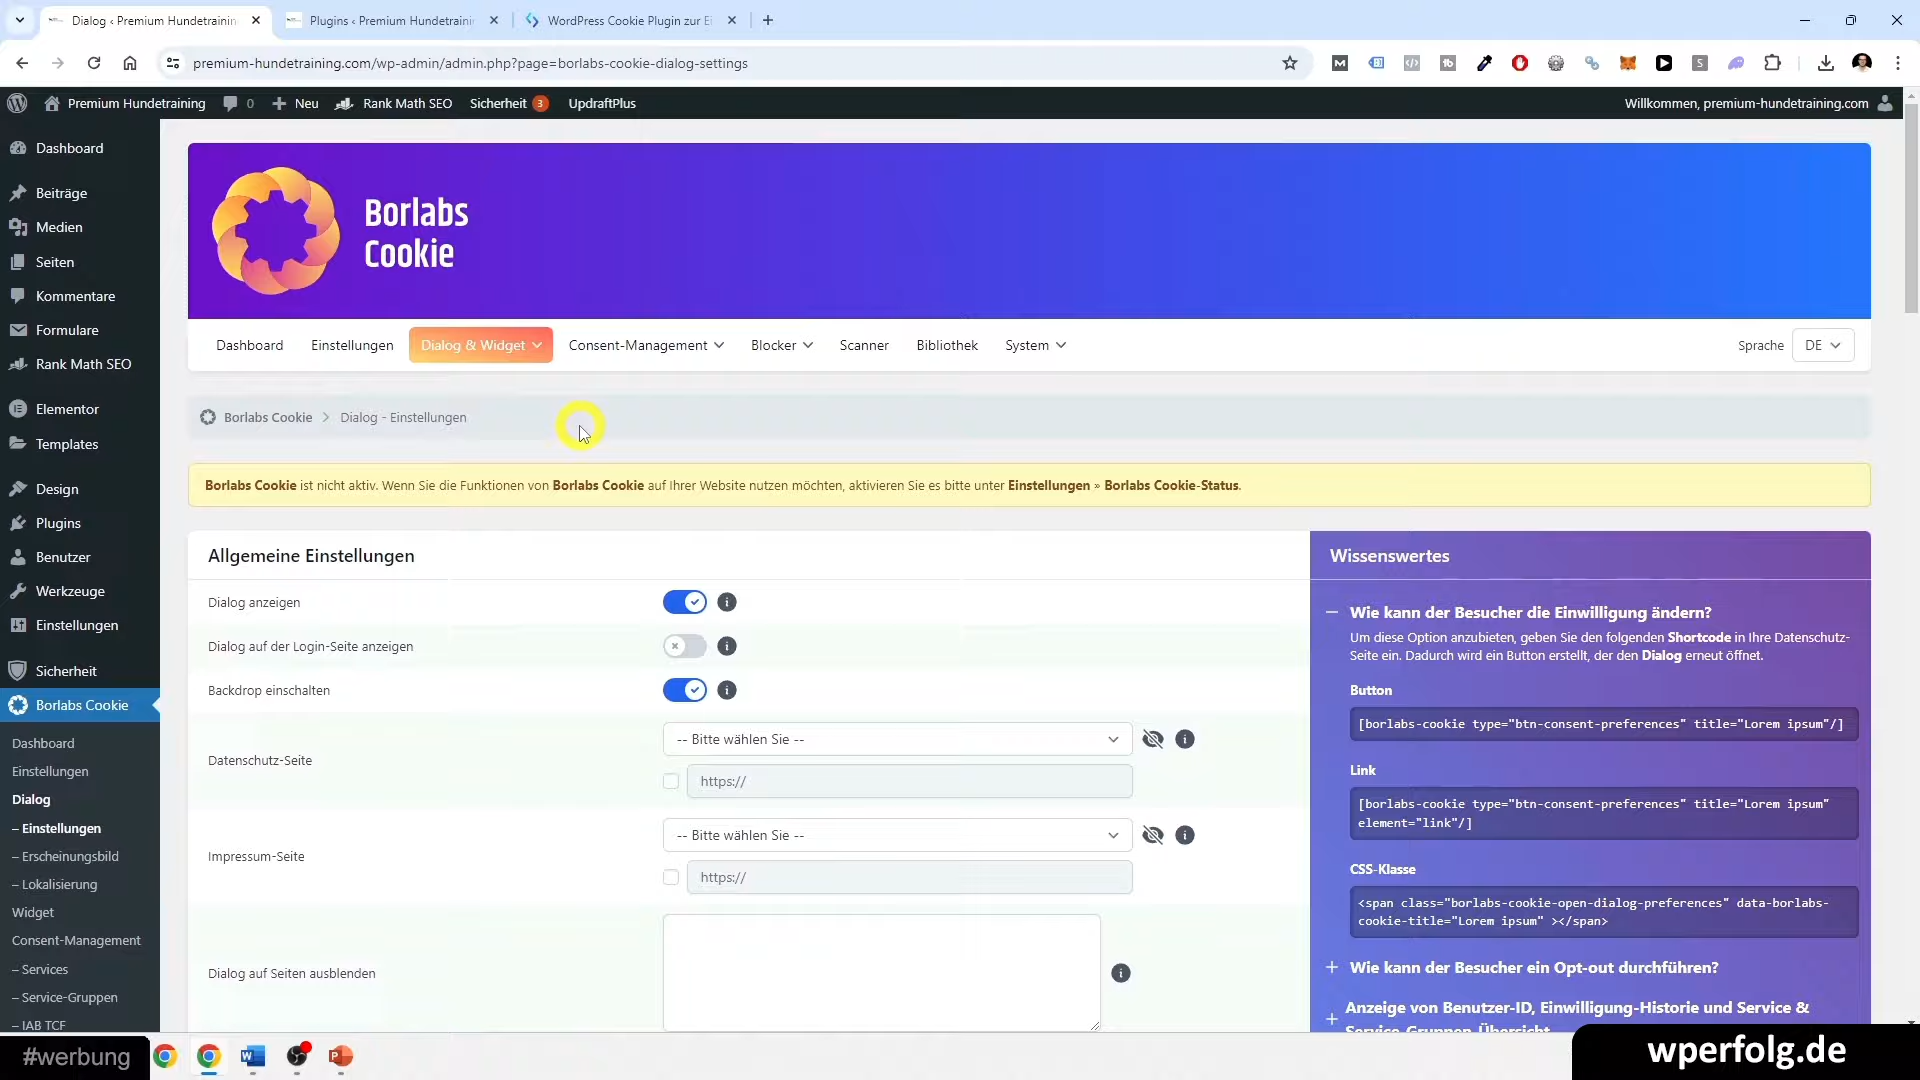 Dialog ‹ Premium Hundetrainin
Plugins ‹ Premium Hundetrainin
WordPress Cookie Plugin zur Ei
premium-hundetraining.com/wp-admin/admin.php?page=borlabs-cookie-dialog-settings
Premium Hundetraining
0
Neu
Rank Math SEO
Sicherheit 3
UpdraftPlus
Willkommen, premium-hundetraining.com
Dashboard
Beiträge
Medien
Seiten
Kommentare
Formulare
Rank Math SEO
Elementor
Templates
Design
Plugins
Benutzer
Werkzeuge
Einstellungen
Sicherheit
Borlabs Cookie
Dashboard
Einstellungen
Dialog
– Einstellungen
– Erscheinungsbild
– Lokalisierung
Widget
Consent-Management
– Services
– Service-Gruppen
– IAB TCF
Borlabs
Cookie
Dashboard
Einstellungen
Dialog & Widget
Consent-Management
Blocker
Scanner
Bibliothek
System
Sprache
DE
Borlabs Cookie
Dialog - Einstellungen
Borlabs Cookie ist nicht aktiv. Wenn Sie die Funktionen von Borlabs Cookie auf Ihrer Website nutzen möchten, aktivieren Sie es bitte unter Einstellungen » Borlabs Cookie-Status.
Allgemeine Einstellungen
Dialog anzeigen
Dialog auf der Login-Seite anzeigen
Backdrop einschalten
Datenschutz-Seite
-- Bitte wählen Sie --
https://
Impressum-Seite
-- Bitte wählen Sie --
https://
Dialog auf Seiten ausblenden
Wissenswertes
Wie kann der Besucher die Einwilligung ändern?
Um diese Option anzubieten, geben Sie den folgenden Shortcode in Ihre Datenschutz-
Seite ein. Dadurch wird ein Button erstellt, der den Dialog erneut öffnet.
Button
[borlabs-cookie type="btn-consent-preferences" title="Lorem ipsum"/]
Link
[borlabs-cookie type="btn-consent-preferences" title="Lorem ipsum"
element="link"/]
CSS-Klasse
<span class="borlabs-cookie-open-dialog-preferences" data-borlabs-
cookie-title="Lorem ipsum" ></span>
Wie kann der Besucher ein Opt-out durchführen?
Anzeige von Benutzer-ID, Einwilligung-Historie und Service &
Service-Gruppen-Übersicht
#werbung
wperfolg.de